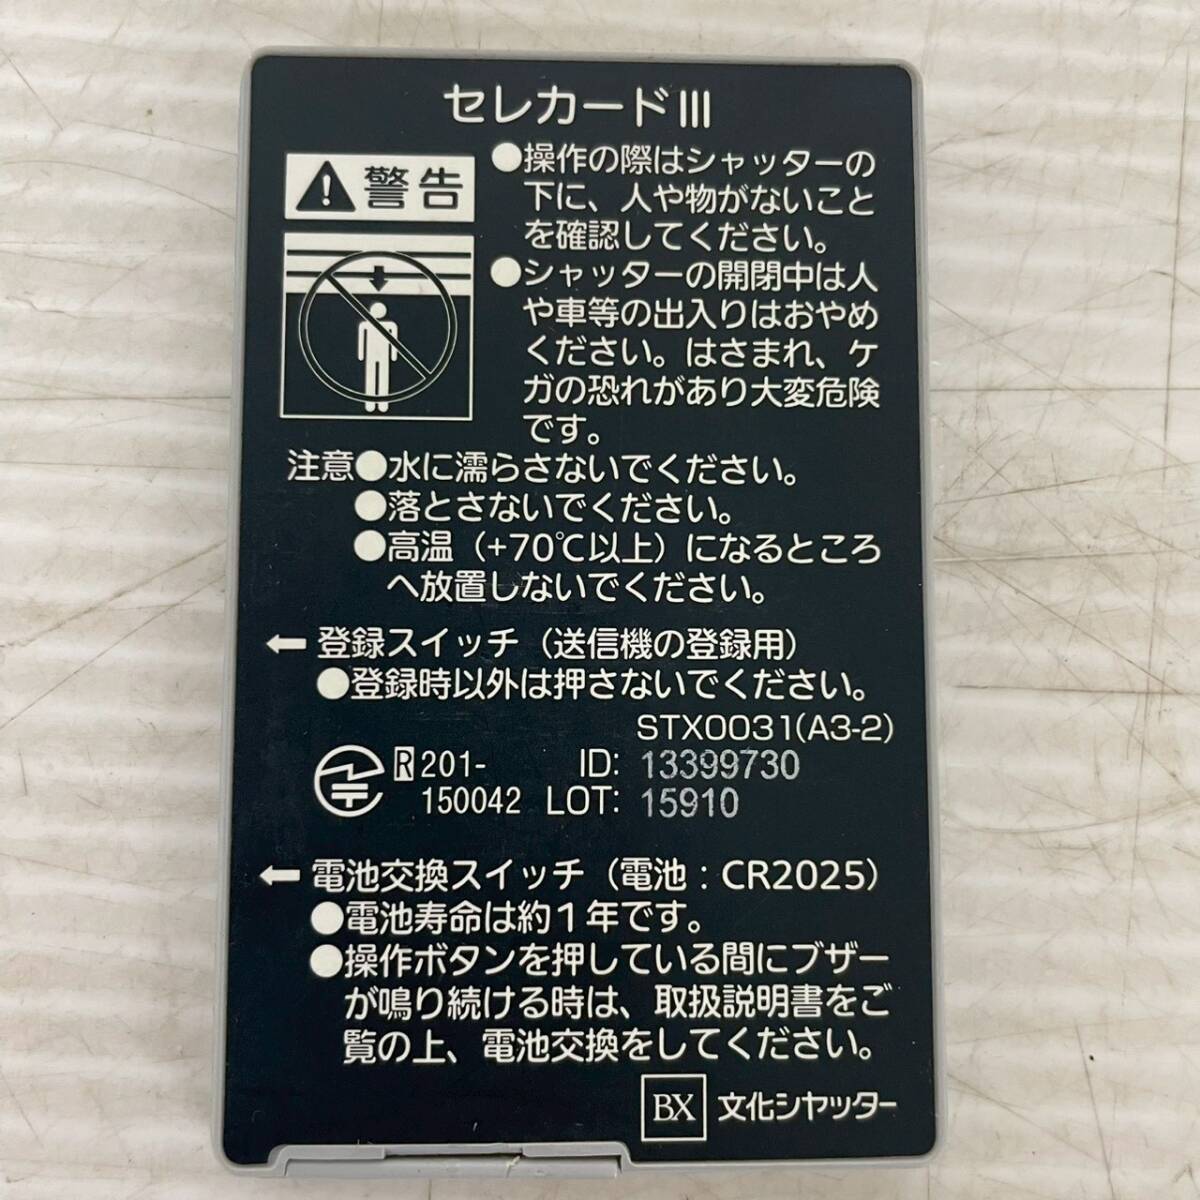 セレカードⅢ
警告
●操作の際はシャッターの
下に、人や物がないこと
を確認してください。
●シャッターの開閉中は人
や車等の出入りはおやめ
ください。はさまれ、ケ
ガの恐れがあり大変危険
です。
注意●水に濡らさないでください。
●落とさないでください。
●高温（+70℃以上）になるところ
へ放置しないでください。
← 登録スイッチ（送信機の登録用）
●登録時以外は押さないでください。
STX0031(A3-2)
R 201- ID: 13399730
150042 LOT: 15910
← 電池交換スイッチ（電池：CR2025）
●電池寿命は約１年です。
●操作ボタンを押している間にブザー
が鳴り続ける時は、取扱説明書をご
覧の上、電池交換をしてください。
BX 文化シヤッター